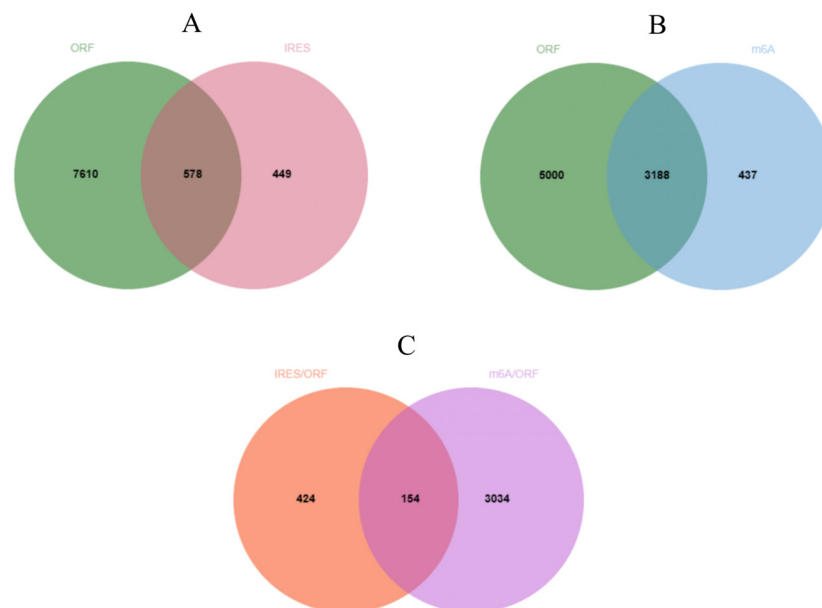 A
B
ORF
IRES
ORF
m6A
7610
578
449
5000
3188
437
C
IRES/ORF
m6A/ORF
424
154
3034